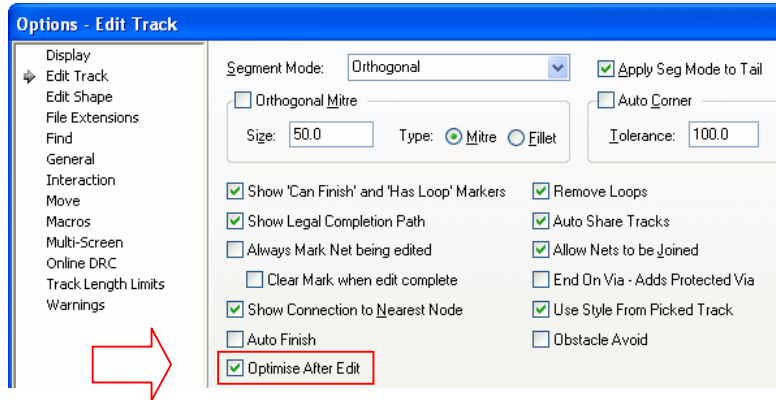 Options - Edit Track
Display
Edit Track
Edit Shape
File Extensions
Find
General
Interaction
Move
Macros
Multi-Screen
Online DRC
Track Length Limits
Warnings
Segment Mode: Orthogonal
Apply Seg Mode to Tail
Orthogonal Mitre
Size: 50.0 Type: Mitre Fillet
Auto Corner
Tolerance: 100.0
Show 'Can Finish' and 'Has Loop' Markers
Show Legal Completion Path
Always Mark Net being edited
Clear Mark when edit complete
Show Connection to Nearest Node
Auto Finish
Optimise After Edit
Remove Loops
Auto Share Tracks
Allow Nets to be Joined
End On Via - Adds Protected Via
Use Style From Picked Track
Obstacle Avoid